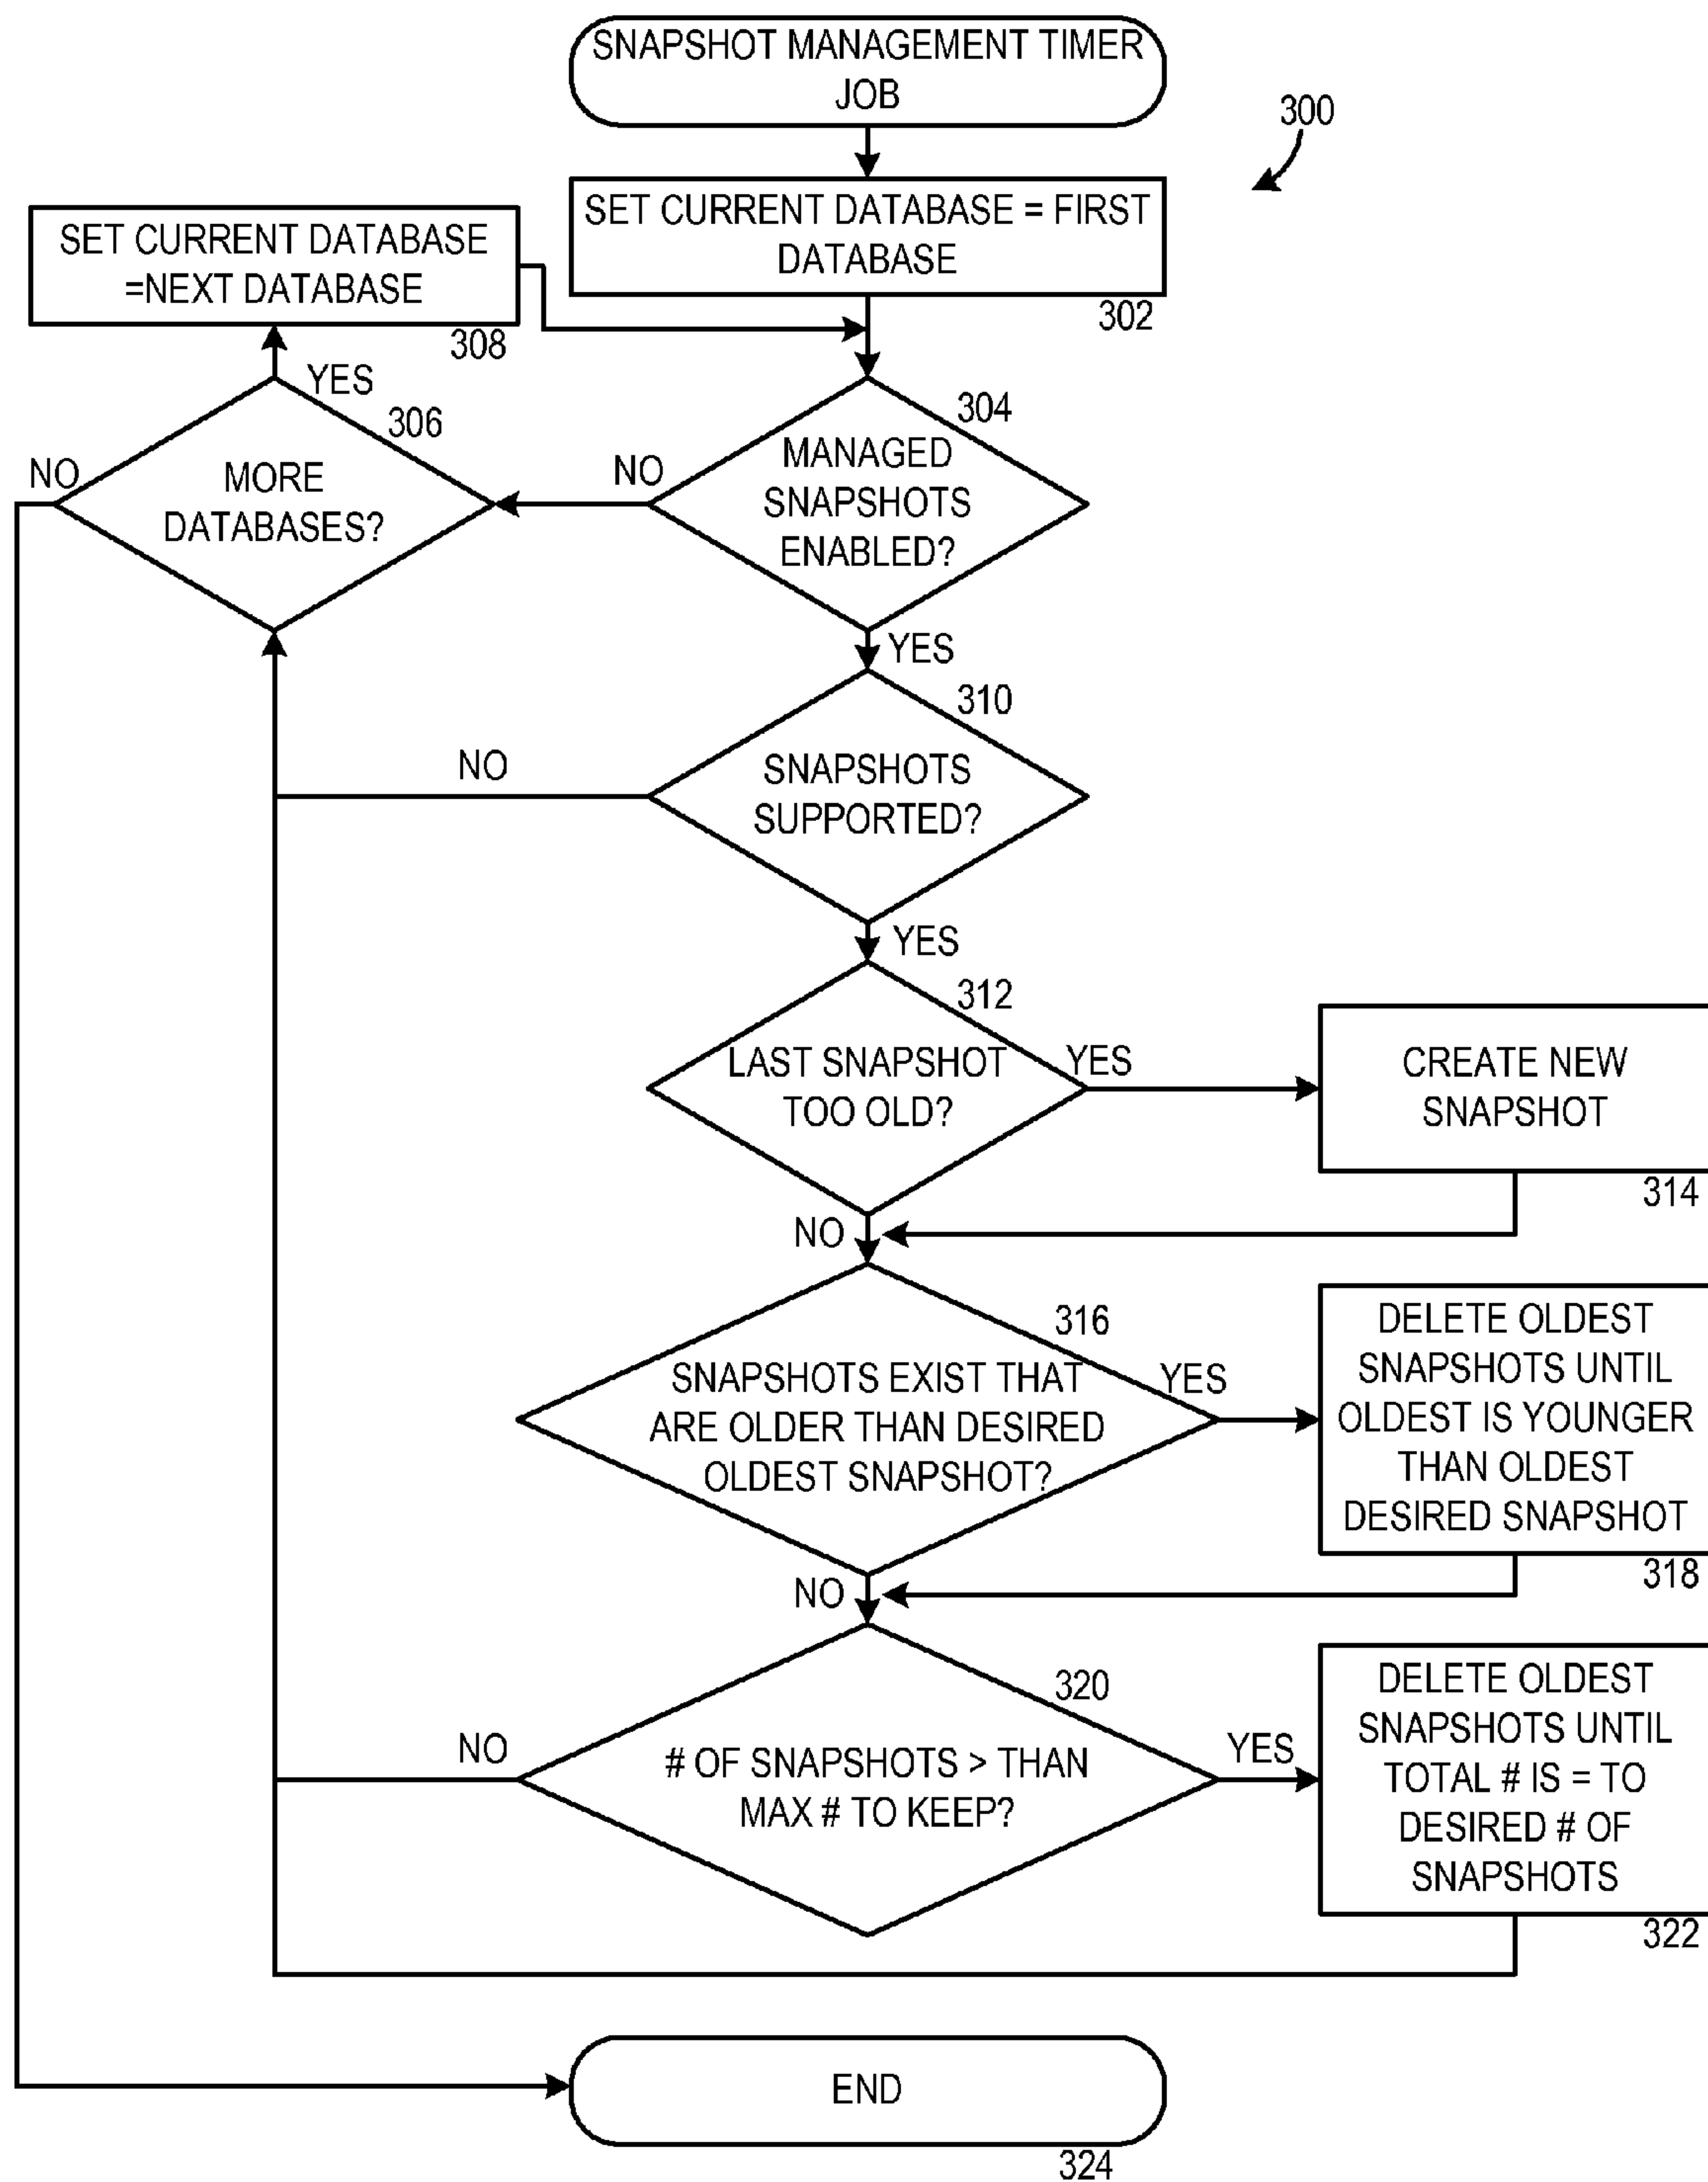 SNAPSHOT MANAGEMENT TIMER
JOB
300
SET CURRENT DATABASE = FIRST
DATABASE
302
SET CURRENT DATABASE
=NEXT DATABASE
308
YES
306
MORE
DATABASES?
NO
304
MANAGED
SNAPSHOTS
ENABLED?
NO
YES
310
SNAPSHOTS
SUPPORTED?
NO
YES
312
LAST SNAPSHOT
TOO OLD?
YES
CREATE NEW
SNAPSHOT
314
NO
316
SNAPSHOTS EXIST THAT
ARE OLDER THAN DESIRED
OLDEST SNAPSHOT?
YES
DELETE OLDEST
SNAPSHOTS UNTIL
OLDEST IS YOUNGER
THAN OLDEST
DESIRED SNAPSHOT
318
NO
320
# OF SNAPSHOTS > THAN
MAX # TO KEEP?
NO
YES
DELETE OLDEST
SNAPSHOTS UNTIL
TOTAL # IS = TO
DESIRED # OF
SNAPSHOTS
322
END
324